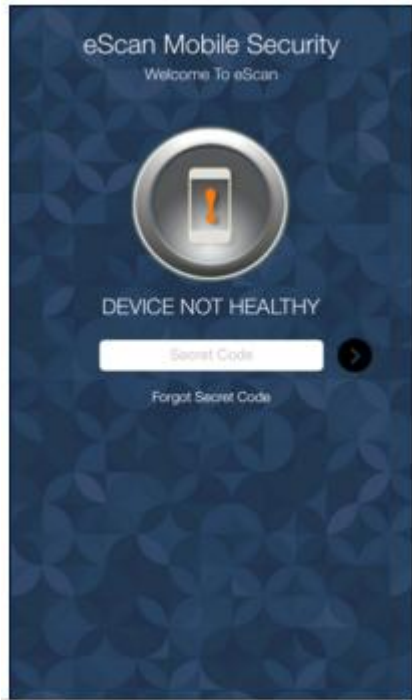 eScan Mobile Security
Welcome To eScan
DEVICE NOT HEALTHY
Secret Code
Forgot Secret Code